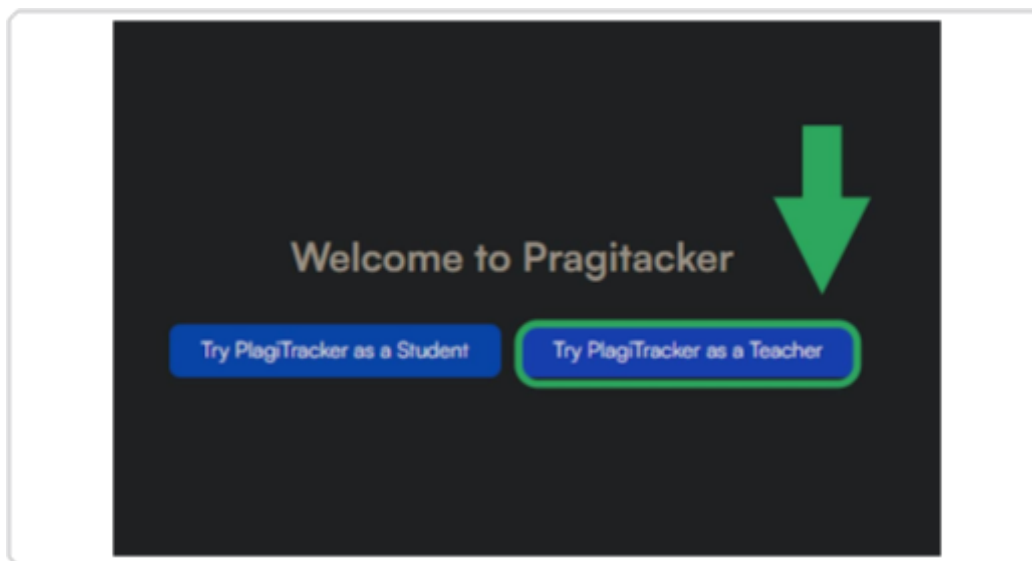 Welcome to Pragitacker
Try PlagiTracker as a Student
Try PlagiTracker as a Teacher